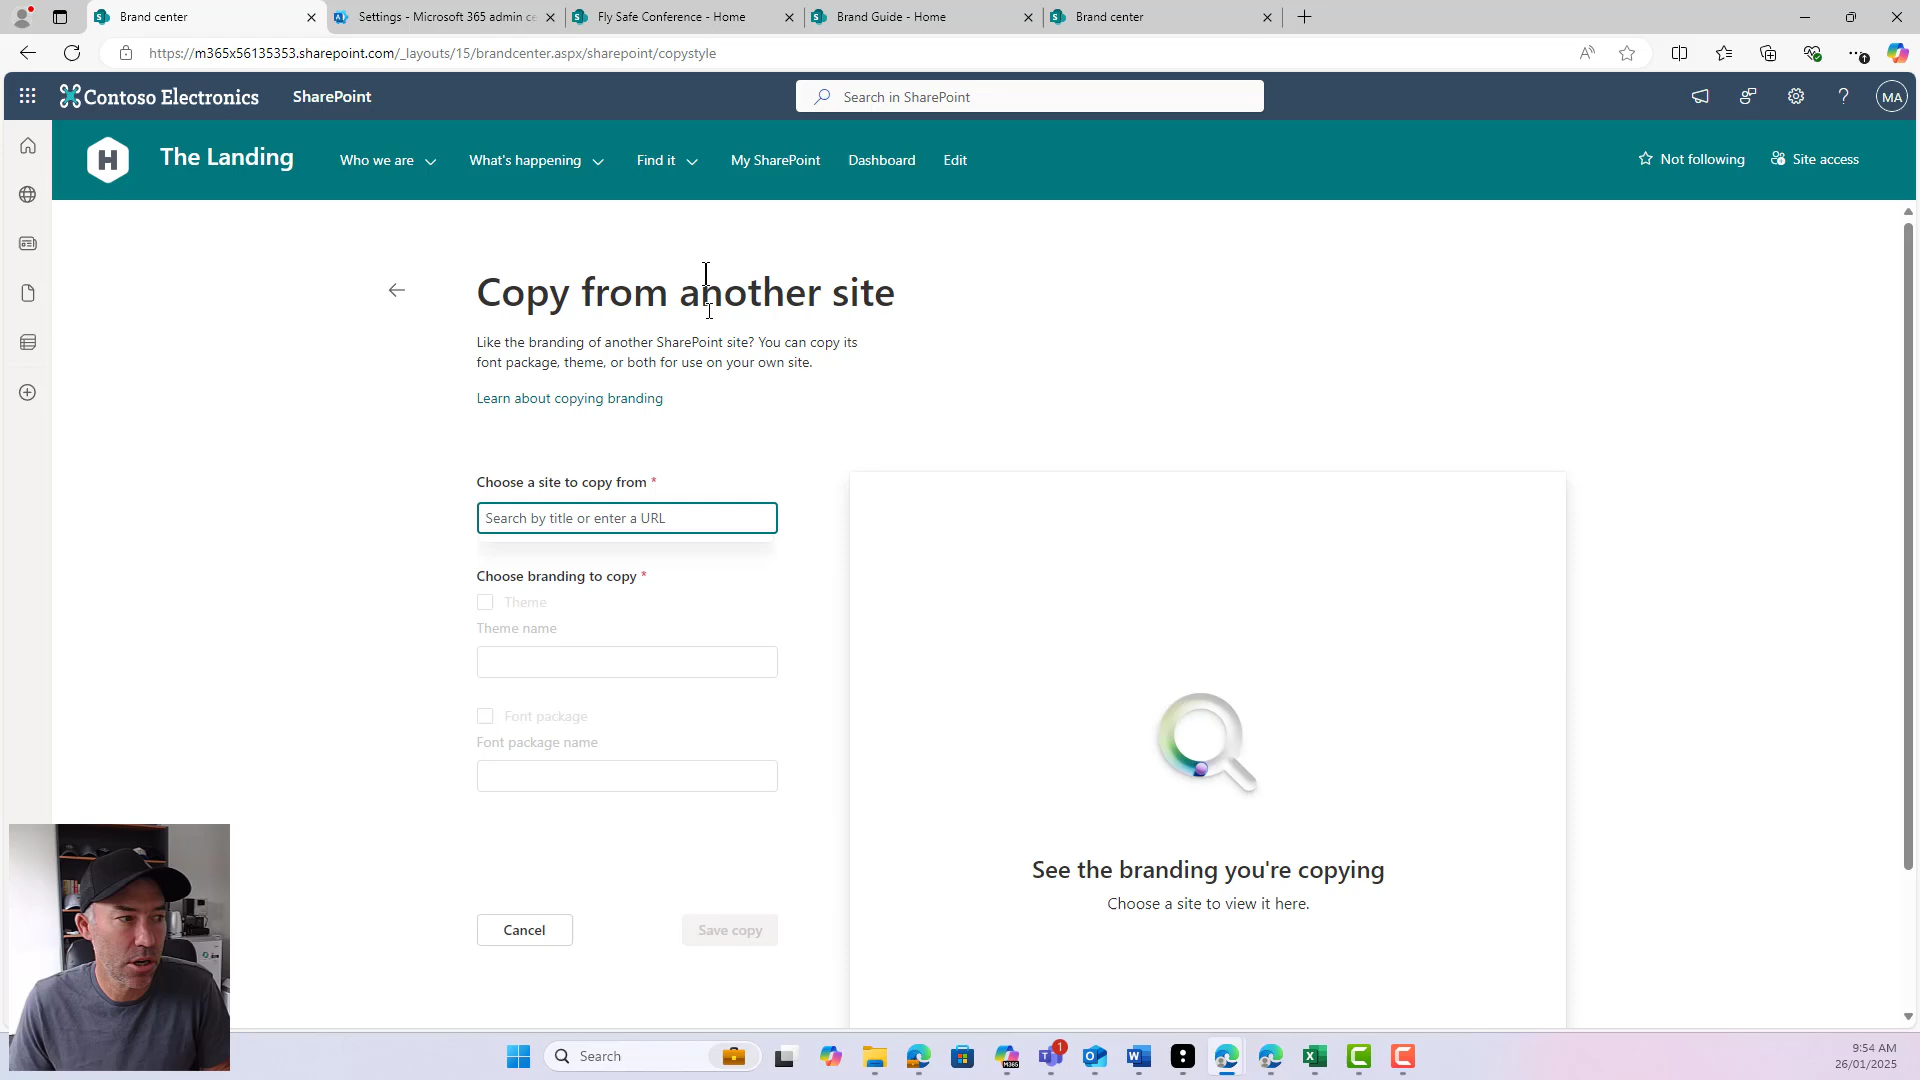 Brand center
Settings - Microsoft 365 admin ce
Fly Safe Conference - Home
Brand Guide - Home
Brand center
https://m365x56135353.sharepoint.com/_layouts/15/brandcenter.aspx/sharepoint/copystyle
Contoso Electronics
SharePoint
Search in SharePoint
MA
H
The Landing
Who we are
What's happening
Find it
My SharePoint
Dashboard
Edit
Not following
Site access
Copy from another site
Like the branding of another SharePoint site? You can copy its
font package, theme, or both for use on your own site.
Learn about copying branding
Choose a site to copy from *
Search by title or enter a URL
Choose branding to copy *
Theme
Theme name
Font package
Font package name
Cancel
Save copy
See the branding you're copying
Choose a site to view it here.
Search
M365
1
9:54 AM
26/01/2025